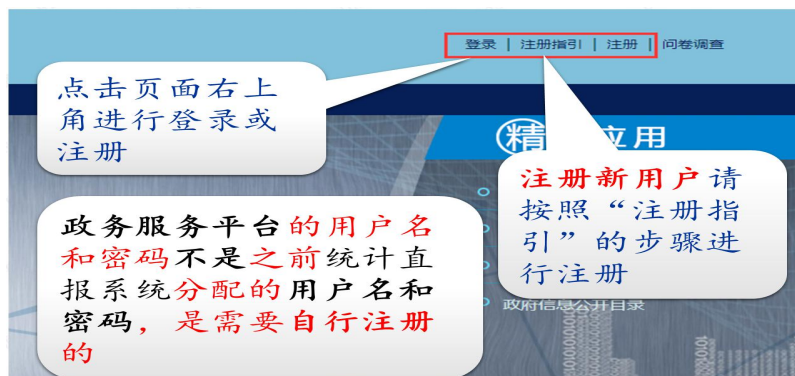 登录 | 注册指引 | 注册 | 问卷调查
点击页面右上
角进行登录或
注册
精 应用
注册新用户请
按照“注册指
引”的步骤进
行注册
政务服务平台的用户名
和密码不是之前统计直
报系统分配的用户名和
密码，是需要自行注册
的
政府信息公开目录